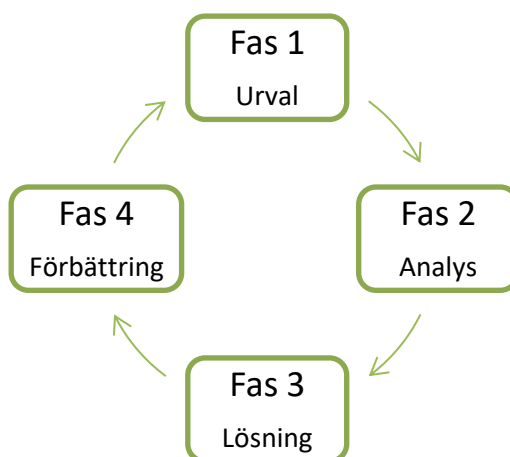 Fas 1
Urval
Fas 2
Analys
Fas 3
Lösning
Fas 4
Förbättring